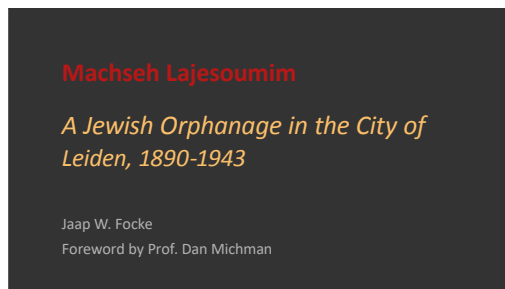 Machseh Lajesoumim
A Jewish Orphanage in the City of
Leiden, 1890-1943
Jaap W. Focke
Foreword by Prof. Dan Michman